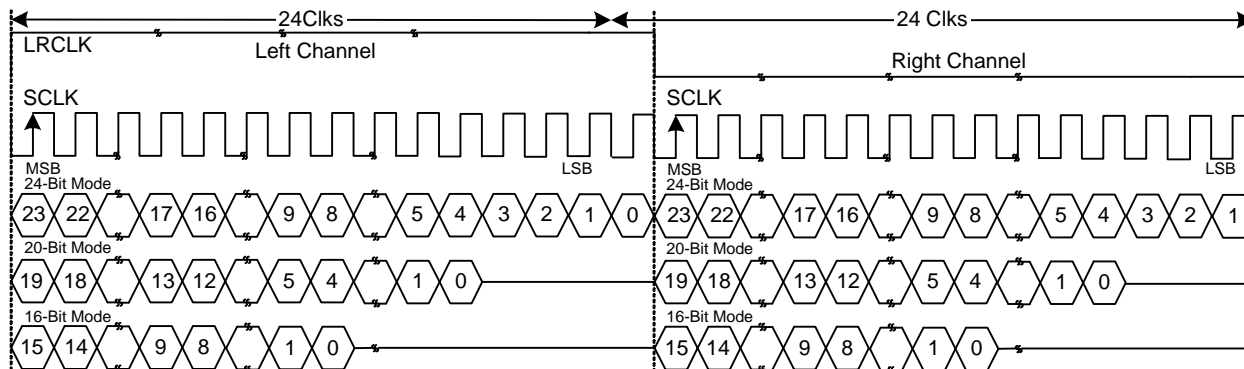 24Clks 24 Clks
LRCLK
Left Channel
Right Channel
SCLK SCLK
MSB LSB MSB LSB
24-Bit Mode 24-Bit Mode
23 22 17 16 9 8 5 4 3 2 1 0 23 22 17 16 9 8 5 4 3 2 1
20-Bit Mode 20-Bit Mode
19 18 13 12 5 4 1 0 19 18 13 12 5 4 1 0
16-Bit Mode 16-Bit Mode
15 14 9 8 1 0 15 14 9 8 1 0